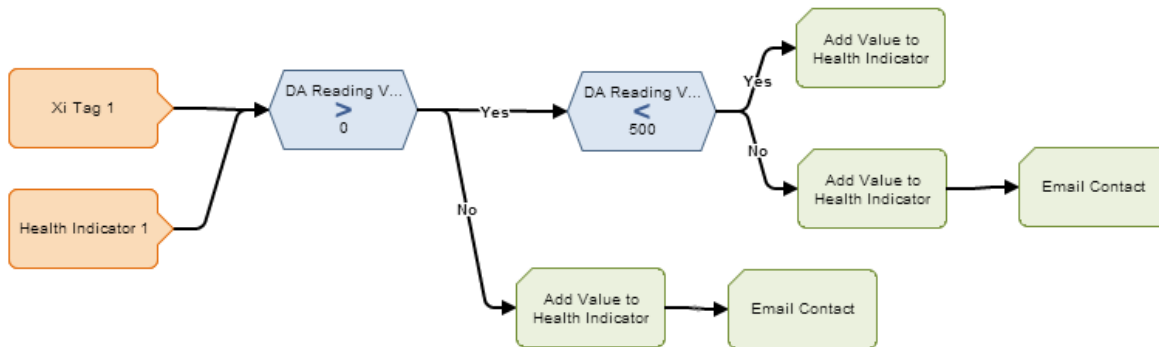 Xi Tag 1
Health Indicator 1
DA Reading V...
>
0
Yes
No
DA Reading V...
<
500
Yes
No
Add Value to
Health Indicator
Add Value to
Health Indicator
Email Contact
Add Value to
Health Indicator
Email Contact